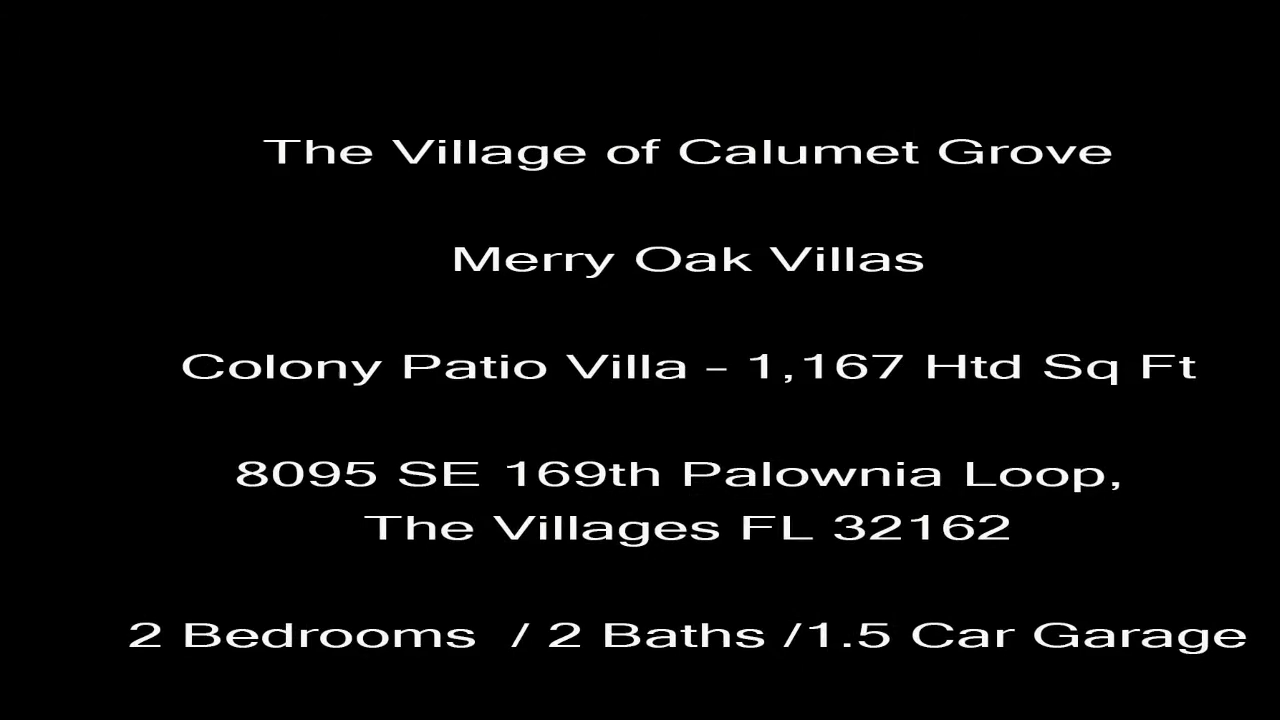 The Village of Calumet Grove
Merry Oak Villas
Colony Patio Villa – 1,167 Htd Sq Ft
8095 SE 169th Palownia Loop,
The Villages FL 32162
2 Bedrooms / 2 Baths /1.5 Car Garage